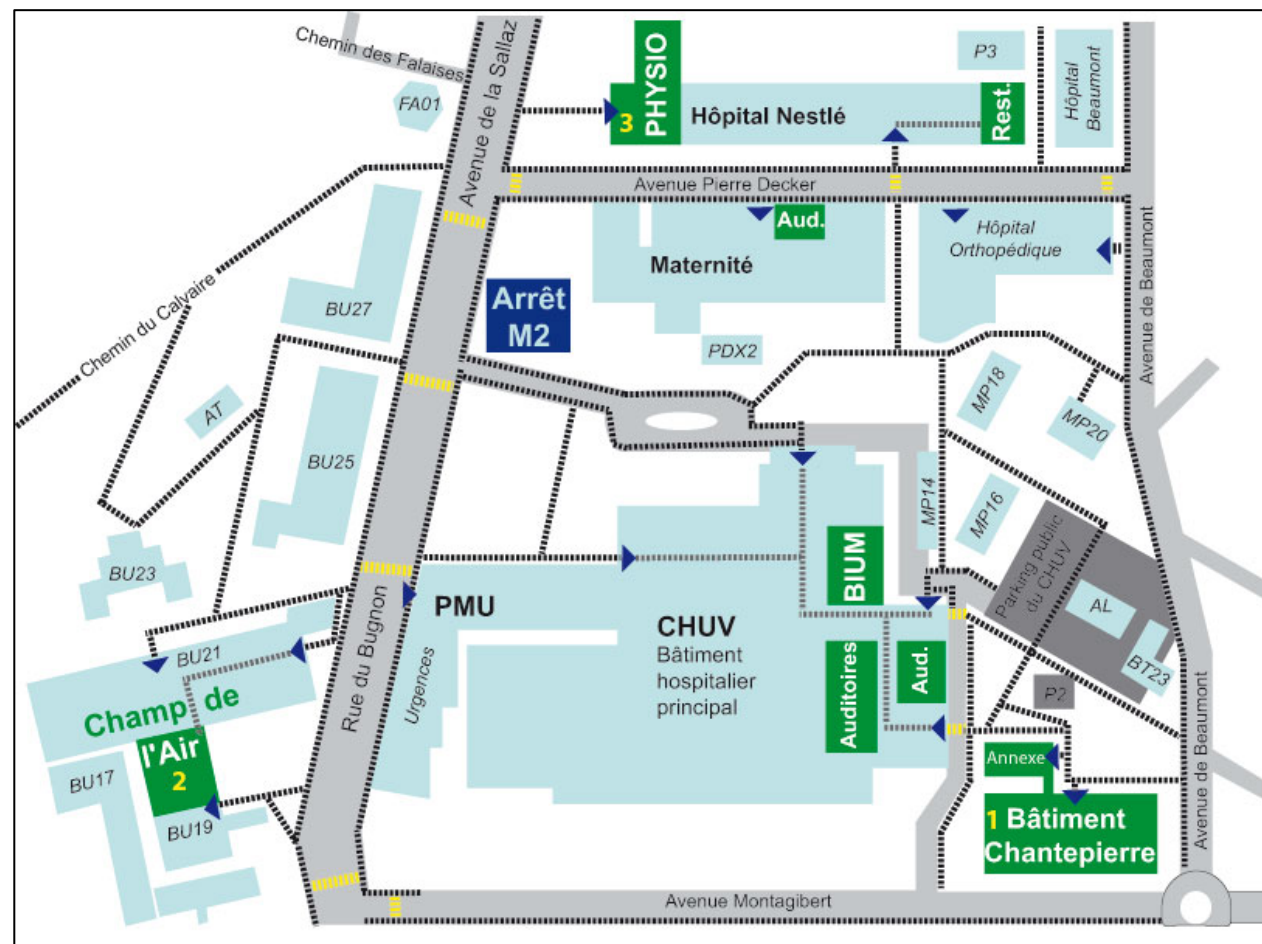 Chemin des Falaises
Avenue de la Sallaz
FA01
3
PHYSIO
Hôpital Nestlé
Rest.
P3
Hôpital
Beaumont
Avenue Pierre Decker
Aud.
Maternité
Hôpital
Orthopédique
Avenue de Beaumont
Chemin du Calvaire
BU27
Arrêt
M2
PDX2
MP18
MP20
AT
BU25
MP14
MP16
BU23
BIUM
Parking public
du CHUV
AL
BT23
P2
PMU
Urgences
Rue du Bugnon
CHUV
Bâtiment
hospitalier
principal
Auditoires
Aud.
BU21
Champ de
l'Air
2
BU17
BU19
Annexe
1 Bâtiment
Chantepierre
Avenue de Beaumont
Avenue Montagibert